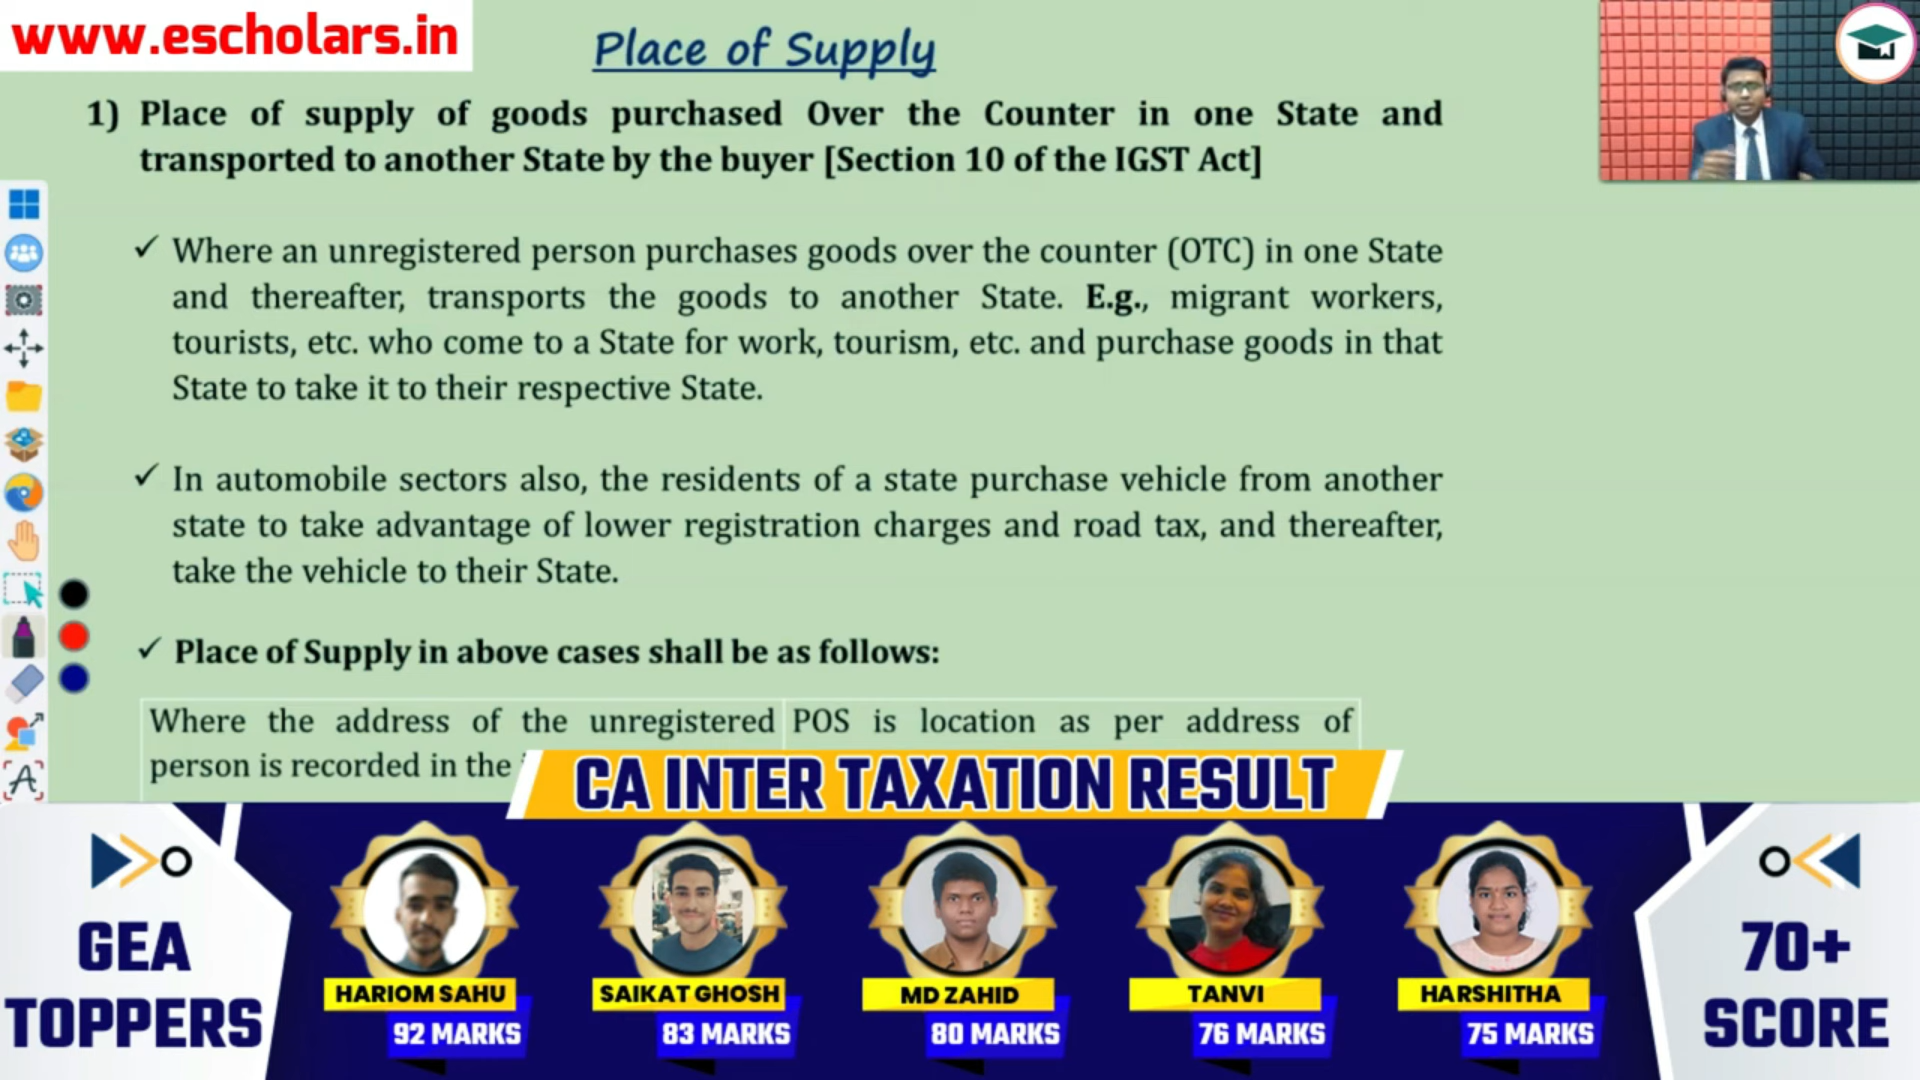 www.escholars.in
Place of Supply
1) Place of supply of goods purchased Over the Counter in one State and
transported to another State by the buyer [Section 10 of the IGST Act]
✓ Where an unregistered person purchases goods over the counter (OTC) in one State
and thereafter, transports the goods to another State. E.g., migrant workers,
tourists, etc. who come to a State for work, tourism, etc. and purchase goods in that
State to take it to their respective State.
✓ In automobile sectors also, the residents of a state purchase vehicle from another
state to take advantage of lower registration charges and road tax, and thereafter,
take the vehicle to their State.
✓ Place of Supply in above cases shall be as follows:
Where the address of the unregistered POS is location as per address of
person is recorded in the
CA INTER TAXATION RESULT
GEA
TOPPERS
HARIOM SAHU
92 MARKS
SAIKAT GHOSH
83 MARKS
MD ZAHID
80 MARKS
TANVI
76 MARKS
HARSHITHA
75 MARKS
70+
SCORE